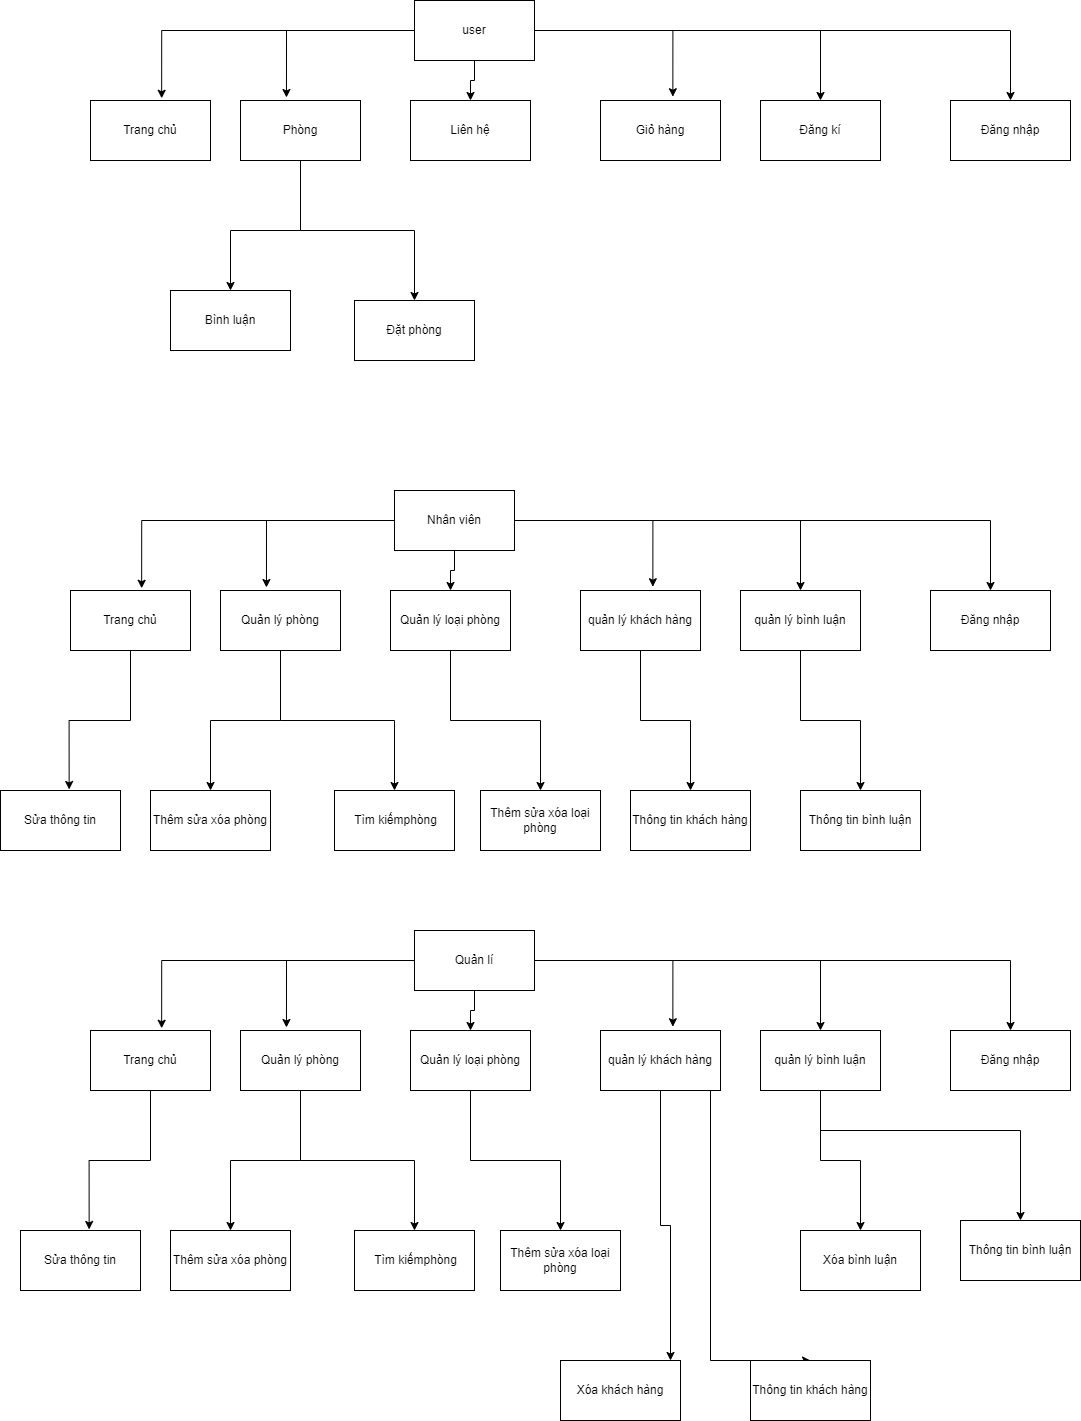 user
Trang chủ
Phòng
Liên hệ
Giỏ hàng
Đăng kí
Đăng nhập
Bình luận
Đặt phòng
Nhân viên
Trang chủ
Quản lý phòng
Quản lý loại phòng
quản lý khách hàng
quản lý bình luận
Đăng nhập
Sửa thông tin
Thêm sửa xóa phòng
Tìm kiếmphòng
Thêm sửa xóa loại
phòng
Thông tin khách hàng
Thông tin bình luận
Quản lí
Trang chủ
Quản lý phòng
Quản lý loại phòng
quản lý khách hàng
quản lý bình luận
Đăng nhập
Sửa thông tin
Thêm sửa xóa phòng
Tìm kiếmphòng
Thêm sửa xóa loại
phòng
Xóa bình luận
Thông tin bình luận
Xóa khách hàng
Thông tin khách hàng